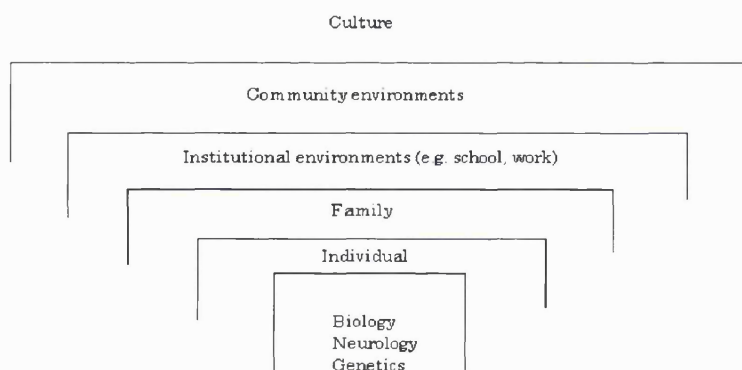 Culture
Community environments
Institutional environments (e.g. school, work)
Family
Individual
Biology
Neurology
Genetics